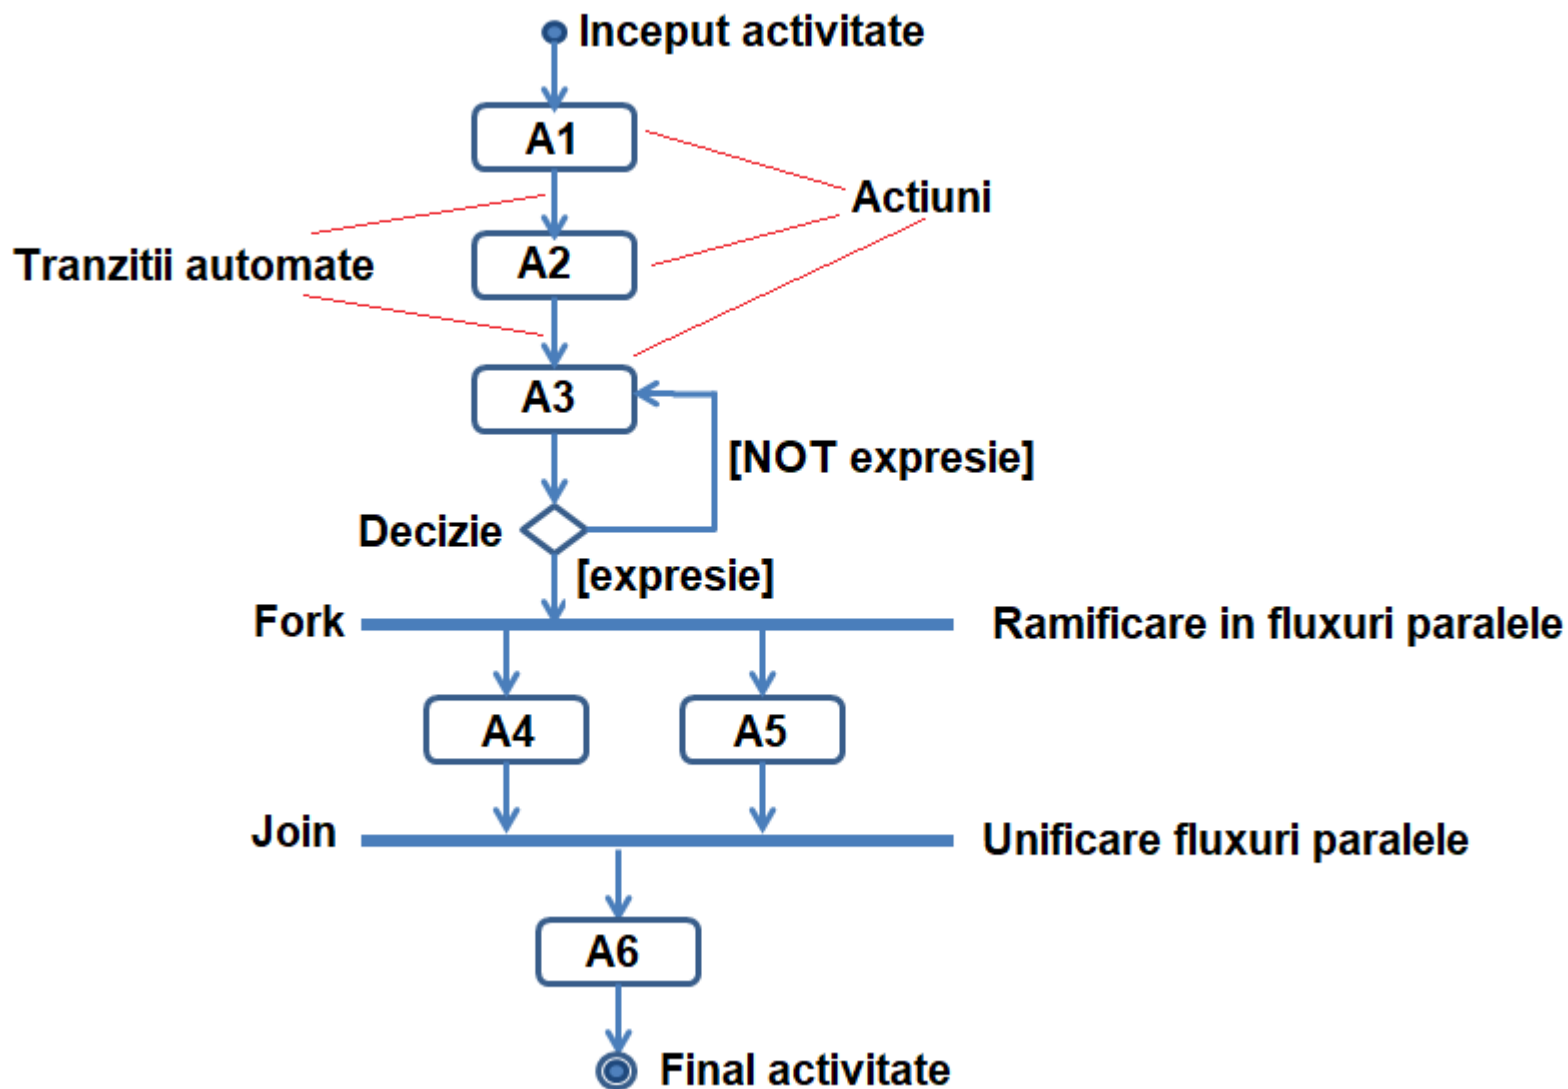 Inceput activitate
A1
Actiuni
A2
Tranzitii automate
A3
[NOT expresie]
Decizie
[expresie]
Fork
Ramificare in fluxuri paralele
A4
A5
Join
Unificare fluxuri paralele
A6
Final activitate